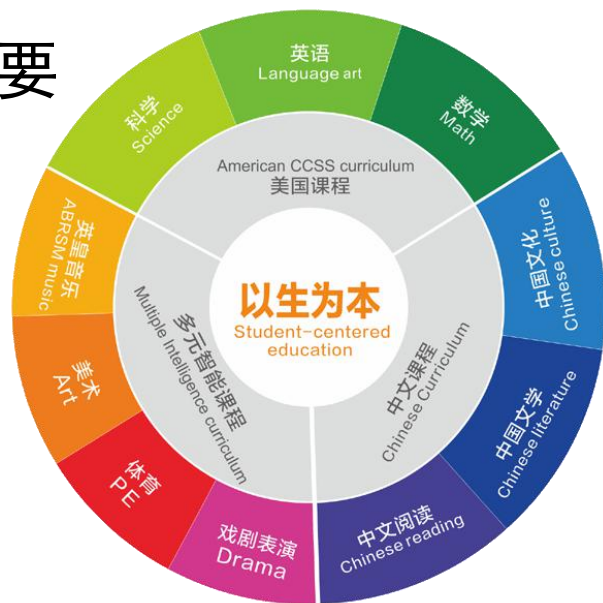 要
英语
Language art
数学
Math
科学
Science
American CCSS curriculum
美国课程
英皇音乐
ABRSM music
中国文化
Chinese culture
以生为本
Student-centered
education
多元智能课程
Multiple Intelligence curriculum
中文课程
Chinese Curriculum
美术
Art
中国文学
Chinese literature
体育
PE
戏剧表演
Drama
中文阅读
Chinese reading